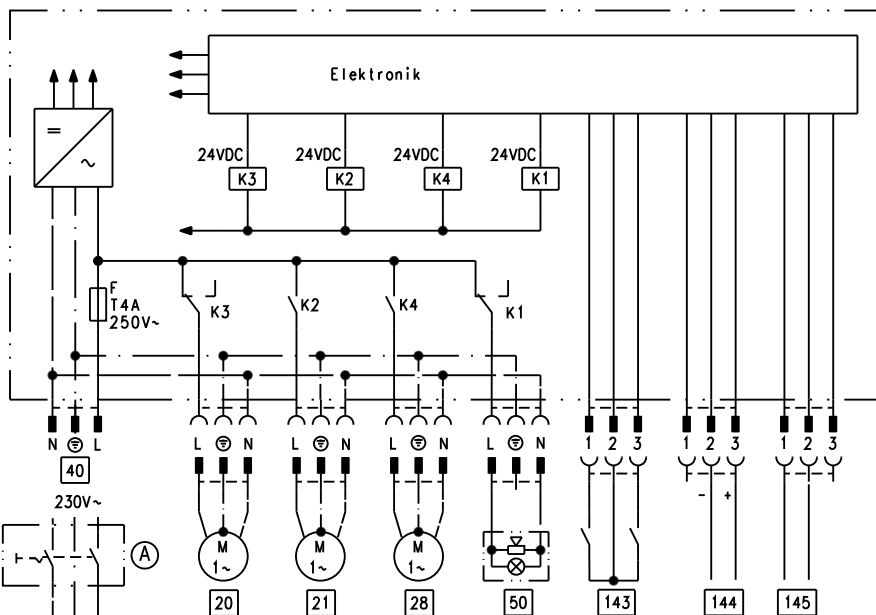 Elektronik
=
~
24VDC 24VDC 24VDC 24VDC
K3 K2 K4 K1
F
T4A
250V~
K3 K2 K4 K1
N L L N L N L N L N 1 2 3 1 2 3 1 2 3
40
230V~
- +
A
M M M
1~ 1~ 1~
20 21 28 50 143 144 145